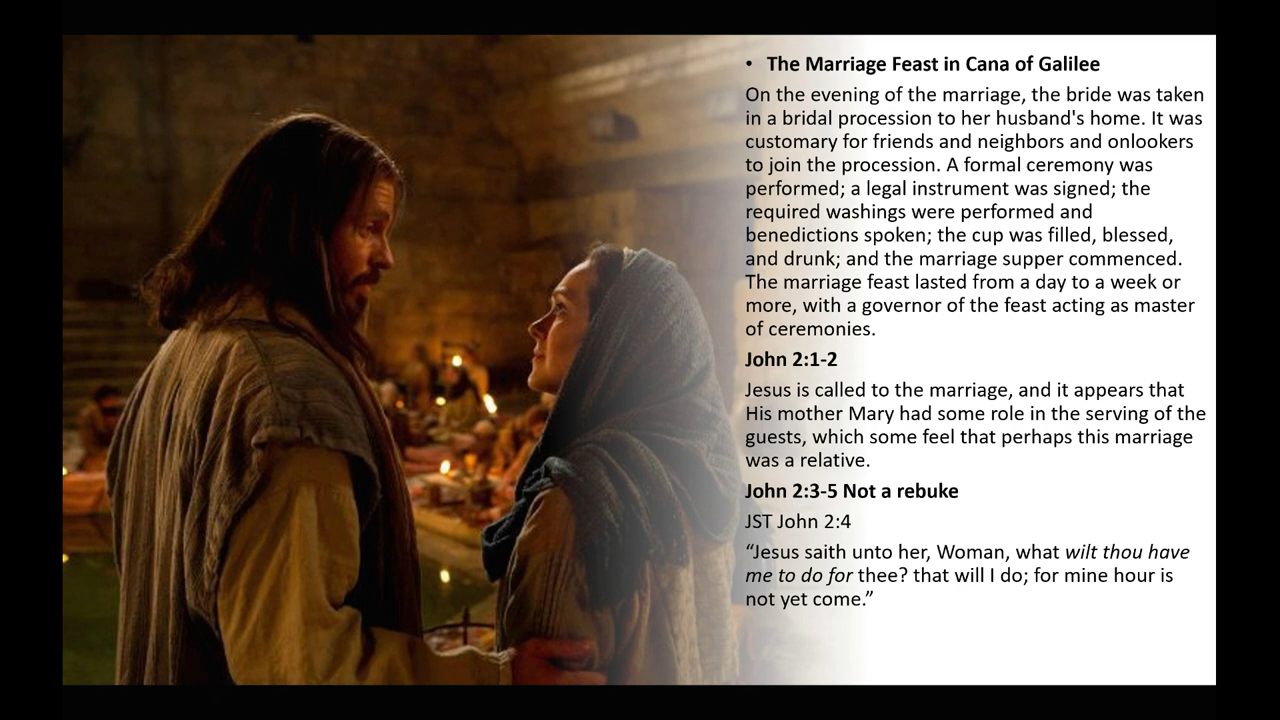 • The Marriage Feast in Cana of Galilee
On the evening of the marriage, the bride was taken
in a bridal procession to her husband's home. It was
customary for friends and neighbors and onlookers
to join the procession. A formal ceremony was
performed; a legal instrument was signed; the
required washings were performed and
benedictions spoken; the cup was filled, blessed,
and drunk; and the marriage supper commenced.
The marriage feast lasted from a day to a week or
more, with a governor of the feast acting as master
of ceremonies.
John 2:1-2
Jesus is called to the marriage, and it appears that
His mother Mary had some role in the serving of the
guests, which some feel that perhaps this marriage
was a relative.
John 2:3-5 Not a rebuke
JST John 2:4
“Jesus saith unto her, Woman, what wilt thou have
me to do for thee? that will I do; for mine hour is
not yet come.”